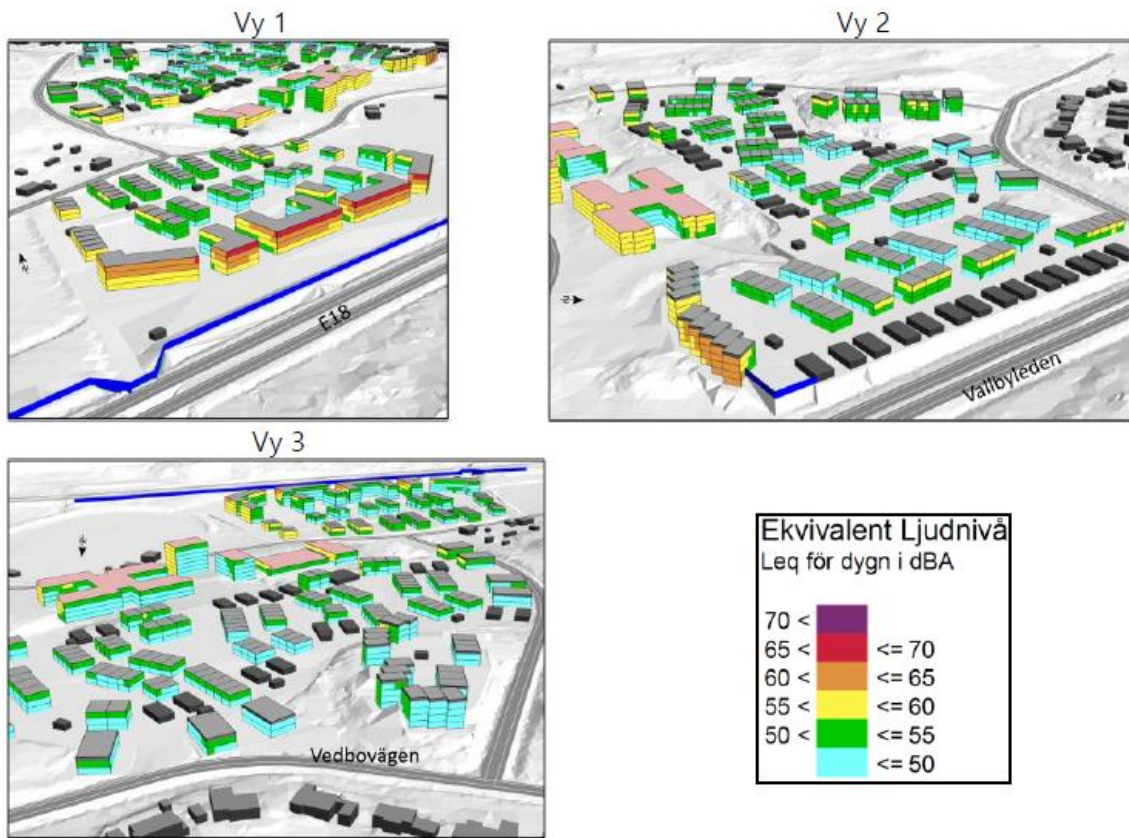 Vy 1
Vy 2
E18
Vallbyleden
Vy 3
Vedbovägen
Ekvivalent Ljudnivå
Leq för dygn i dBA
70 <
65 < <= 70
60 < <= 65
55 < <= 60
50 < <= 55
<= 50